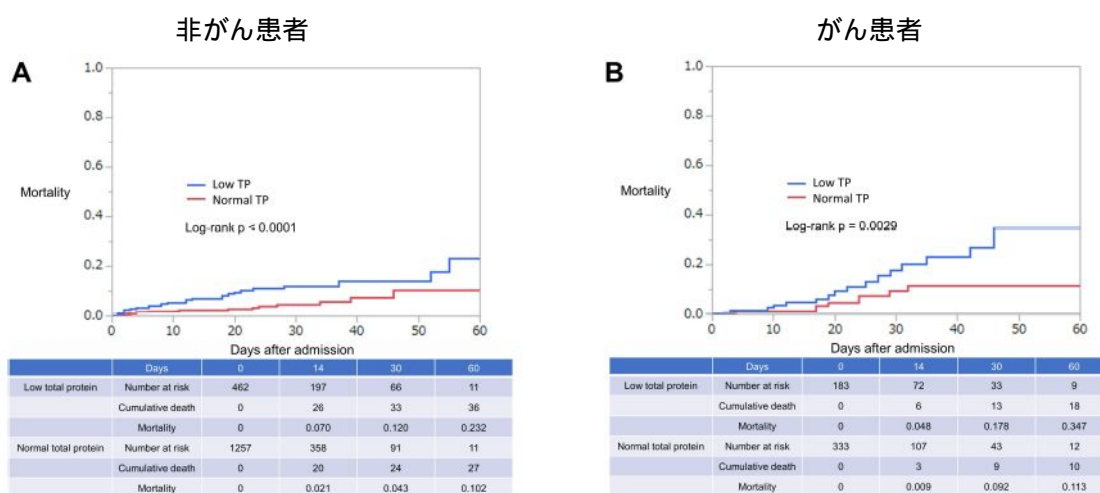 非がん患者
がん患者
A
1.0
0.8
0.6
0.4
0.2
0.0
Mortality
Low TP
Normal TP
Log-rank p ≤ 0.0001
0 10 20 30 40 50 60
Days after admission
Days 0 14 30 60
Low total protein Number at risk 462 197 66 11
Cumulative death 0 26 33 36
Mortality 0 0.070 0.120 0.232
Normal total protein Number at risk 1257 358 91 11
Cumulative death 0 20 24 27
Mortality 0 0.021 0.043 0.102
B
1.0
0.8
0.6
0.4
0.2
0.0
Mortality
Low TP
Normal TP
Log-rank p = 0.0029
0 10 20 30 40 50 60
Days after admission
Days 0 14 30 60
Low total protein Number at risk 183 72 33 9
Cumulative death 0 6 13 18
Mortality 0 0.048 0.178 0.347
Normal total protein Number at risk 333 107 43 12
Cumulative death 0 3 9 10
Mortality 0 0.009 0.092 0.113